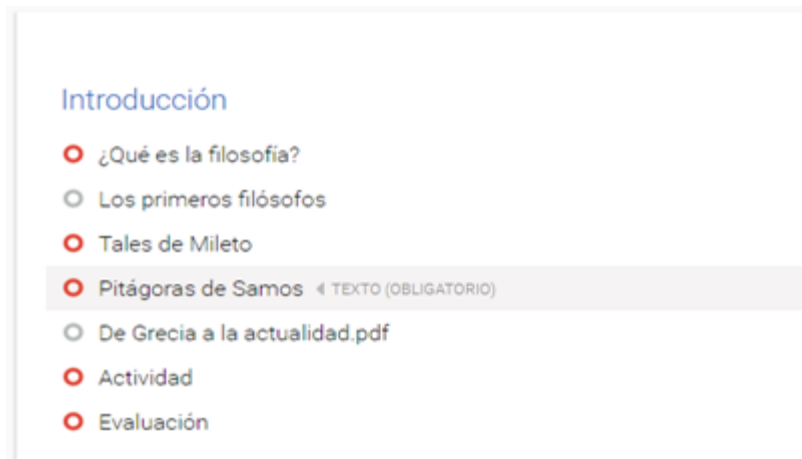 Introducción
¿Qué es la filosofía?
Los primeros filósofos
Tales de Mileto
Pitágoras de Samos TEXTO (OBLIGATORIO)
De Grecia a la actualidad.pdf
Actividad
Evaluación